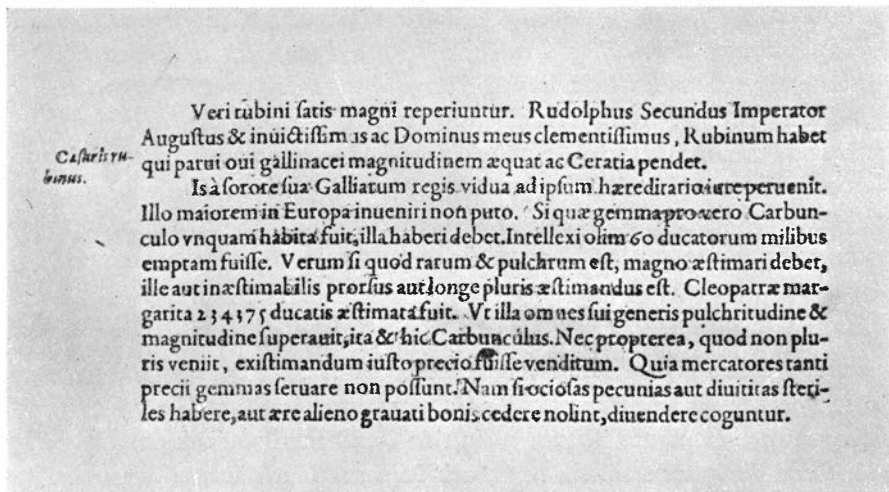 Veri rubini ſatis magni reperiuntur. Rudolphus Secundus Imperator
Auguſtus & inuictiſſimus ac Dominus meus clementiſſimus, Rubinum habet
Cæſaris ru-
binus.
qui parui oui gallinacei magnitudinem æquat ac Ceratia pendet.
Is à ſorore ſua Galliarum regis vidua ad ipſum hæreditario iure peruenit.
Illo maiorem in Europa inueniri non puto. Si quæ gemma pro vero Carbun-
culo vnquam habita fuit, illa haberi debet. Intellexi olim 60 ducatorum milibus
emptam fuiſſe. Verum ſi quod rarum & pulchrum eſt, magno æſtimari debet,
ille aut inæſtimabilis prorſus aut longe pluris æſtimandus eſt. Cleopatræ mar-
garita 234375 ducatis æſtimata fuit. Vt illa omnes ſui generis pulchritudine &
magnitudine ſuperauit, ita & hic Carbunculus. Nec propterea, quod non plu-
ris veniit, exiſtimandum iuſto precio fuiſſe venditum. Quia mercatores tanti
precii gemmas ſeruare non poſſunt. Nam ſi ocioſas pecunias aut diuitias ſteri-
les habere, aut ære alieno grauati bonis cedere nolint, diuendere coguntur.